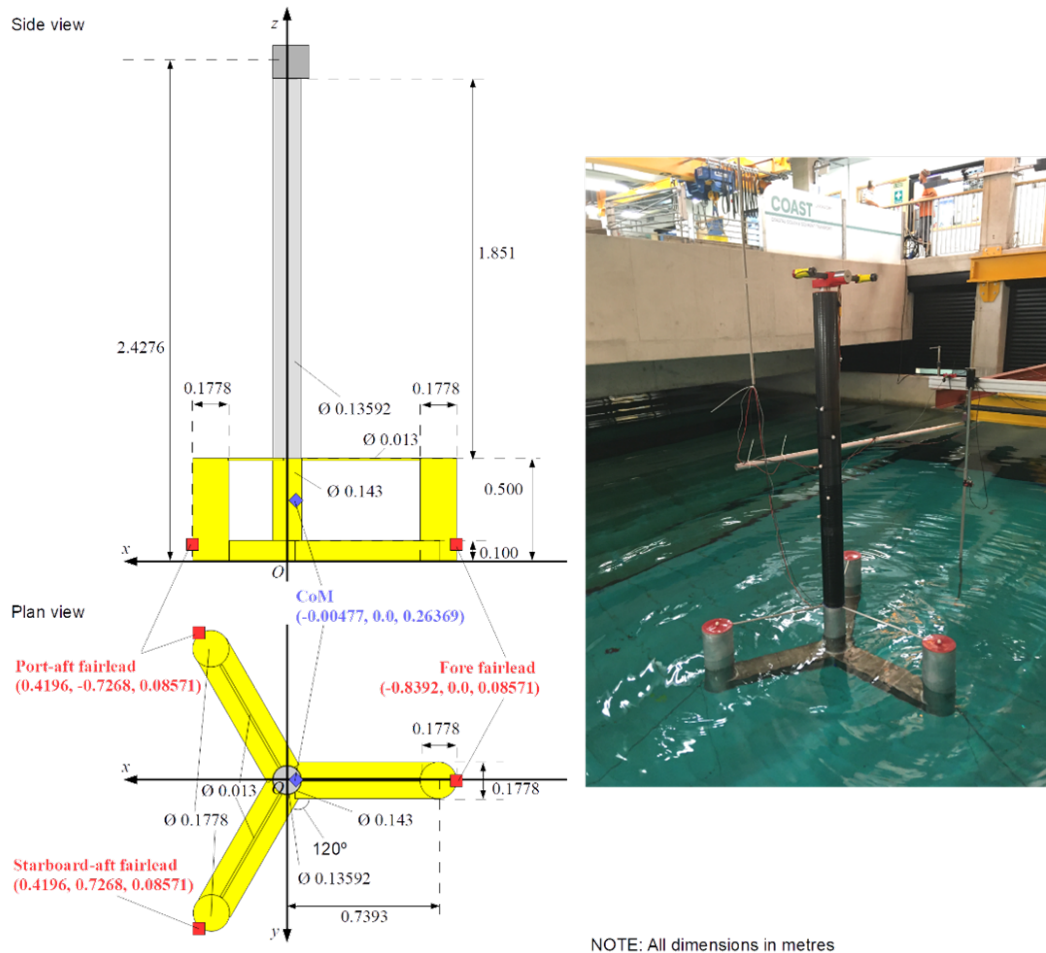 Side view
z
1.851
2.4276
0.1778
0.1778
Ø 0.13592
Ø 0.013
Ø 0.143
0.500
0.100
x
O
CoM
(-0.00477, 0.0, 0.26369)
Plan view
Port-aft fairlead
(0.4196, -0.7268, 0.08571)
Fore fairlead
(-0.8392, 0.0, 0.08571)
0.1778
x
O
0.1778
Ø 0.013
Ø 0.1778
Ø 0.143
120º
Starboard-aft fairlead
(0.4196, 0.7268, 0.08571)
Ø 0.13592
0.7393
y
COAST
NOTE: All dimensions in metres